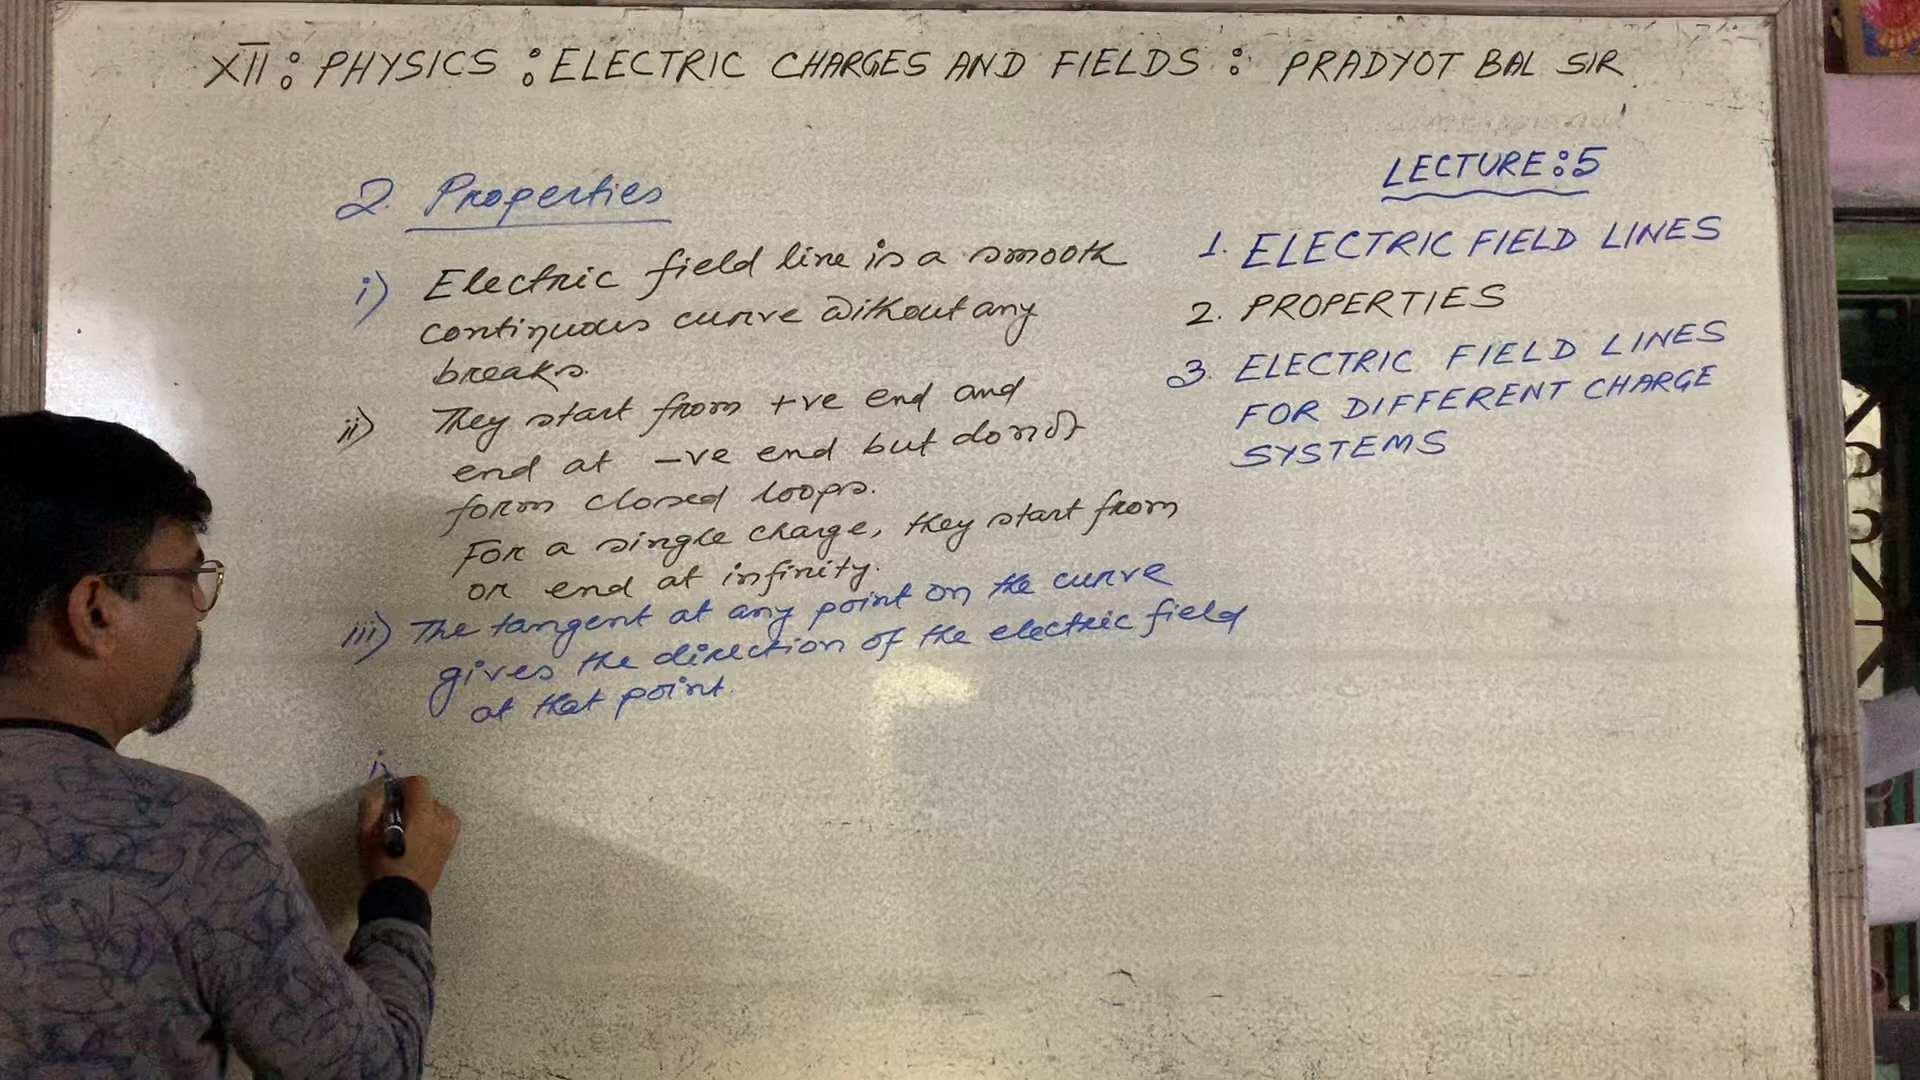 XII : PHYSICS : ELECTRIC CHARGES AND FIELDS : PRADYOT BAL SIR
LECTURE : 5
1. ELECTRIC FIELD LINES
2. PROPERTIES
3. ELECTRIC FIELD LINES
FOR DIFFERENT CHARGE
SYSTEMS
2. Properties
i) Electric field line is a smooth
continuous curve without any
breaks.
ii) They start from +ve end and
end at -ve end but do not
form closed loops.
For a single charge, they start from
or end at infinity.
iii) The tangent at any point on the curve
gives the direction of the electric field
at that point.